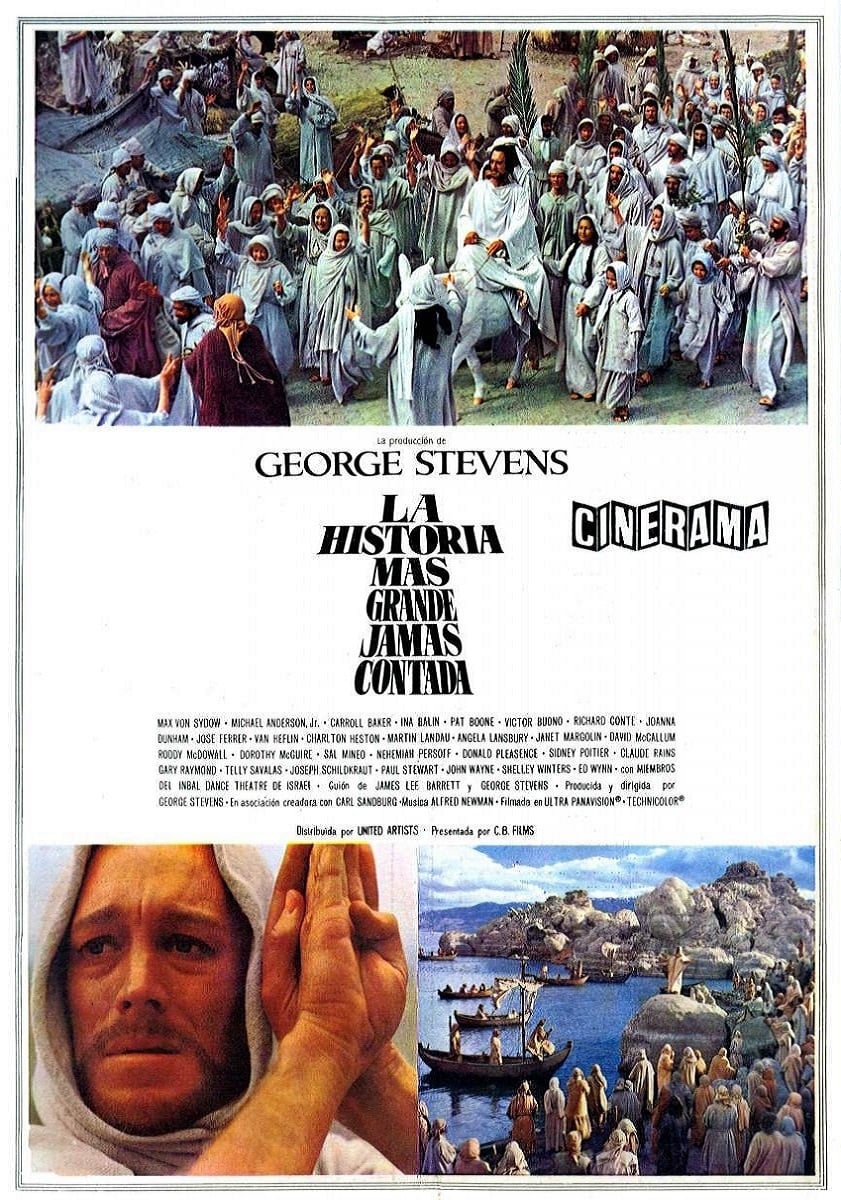 La producción de
GEORGE STEVENS
LA
HISTORIA
MAS
GRANDE
JAMAS
CONTADA
CINERAMA
MAX VON SYDOW • MICHAEL ANDERSON, Jr. • CARROLL BAKER • INA BALIN • PAT BOONE • VICTOR BUONO • RICHARD CONTE • JOANNA
DUNHAM • JOSE FERRER • VAN HEFLIN • CHARLTON HESTON • MARTIN LANDAU • ANGELA LANSBURY • JANET MARGOLIN • DAVID McCALLUM
RODDY McDOWALL • DOROTHY McGUIRE • SAL MINEO • NEHEMIAH PERSOFF • DONALD PLEASENCE • SIDNEY POITIER • CLAUDE RAINS
GARY RAYMOND • TELLY SAVALAS • JOSEPH SCHILDKRAUT • PAUL STEWART • JOHN WAYNE • SHELLEY WINTERS • ED WYNN • con MIEMBROS
DEL INBAL DANCE THEATRE DE ISRAEL • Guión de JAMES LEE BARRETT y GEORGE STEVENS • Producida y dirigida por
GEORGE STEVENS • En asociación creadora con CARL SANDBURG • Musica ALFRED NEWMAN • Filmado en ULTRA PANAVISION® • TECHNICOLOR®
Distribuida por UNITED ARTISTS • Presentada por C.B. FILMS